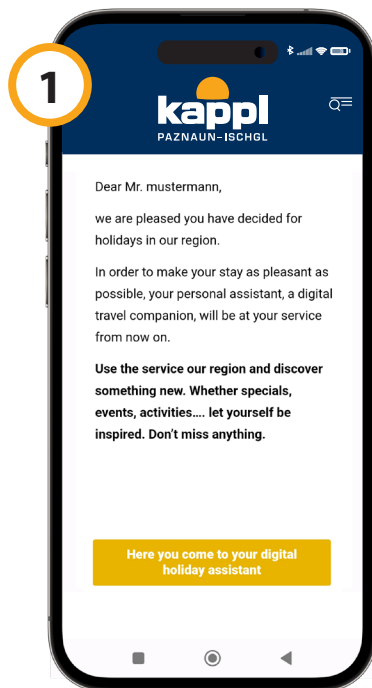 1
kappl
PAZNAUN–ISCHGL
Dear Mr. mustermann,
we are pleased you have decided for
holidays in our region.
In order to make your stay as pleasant as
possible, your personal assistant, a digital
travel companion, will be at your service
from now on.
Use the service our region and discover
something new. Whether specials,
events, activities.... let yourself be
inspired. Don't miss anything.
Here you come to your digital
holiday assistant